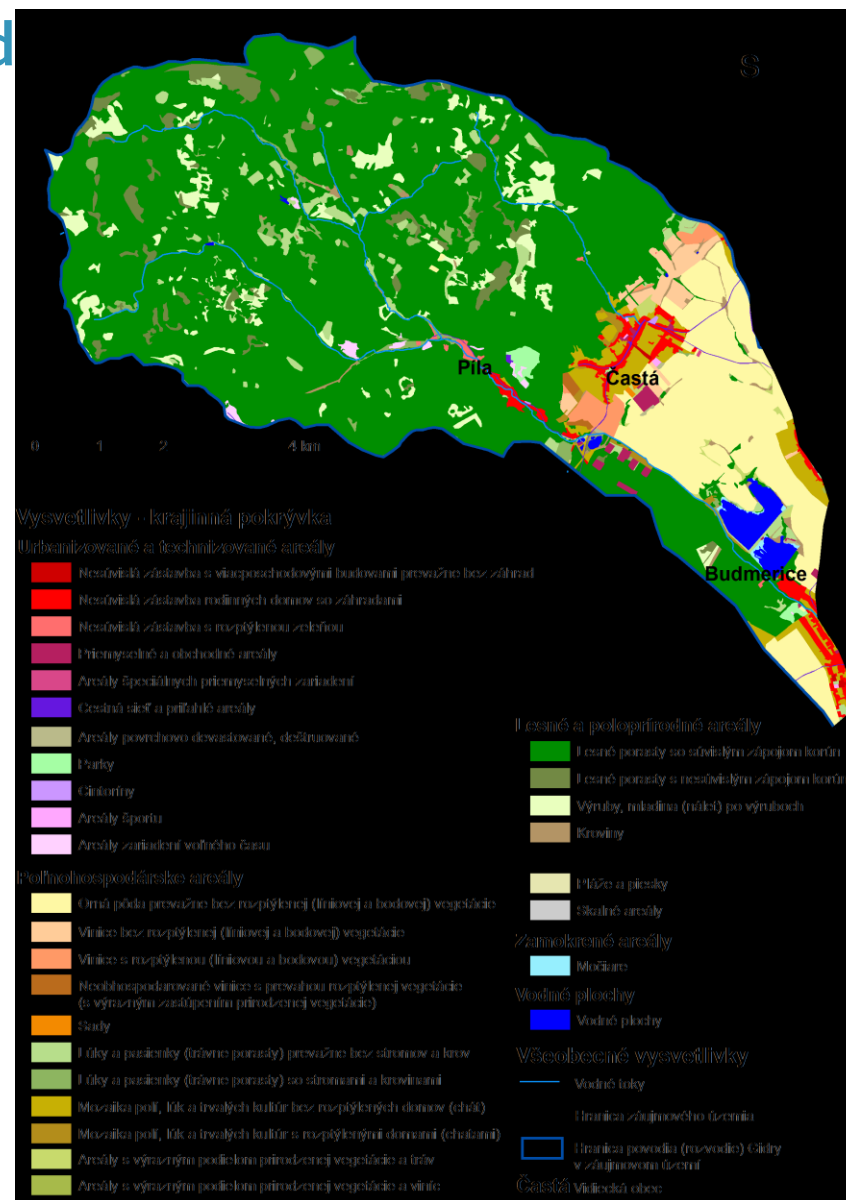 d
S
Píla
Častá
0 1 2 4 km
Budmerice
Vysvetlivky - krajinná pokrývka
Urbanizované a technizované areály
Nesúvislá zástavba s viacposchodovými budovami prevažne bez záhrad
Nesúvislá zástavba rodinných domov so záhradami
Nesúvislá zástavba s rozptýlenou zeleňou
Priemyselné a obchodné areály
Areály špeciálnych priemyselných zariadení
Cestná sieť a priľahlé areály
Areály povrchovo devastované, deštruované
Parky
Cintoríny
Areály športu
Areály zariadení voľného času
Poľnohospodárske areály
Orná pôda prevažne bez rozptýlenej (líniovej a bodovej) vegetácie
Vinice bez rozptýlenej (líniovej a bodovej) vegetácie
Vinice s rozptýlenou (líniovou a bodovou) vegetáciou
Neobhospodarované vinice s prevahou rozptýlenej vegetácie
(s výrazným zastúpením prirodzenej vegetácie)
Sady
Lúky a pasienky (trávne porasty) prevažne bez stromov a krov
Lúky a pasienky (trávne porasty) so stromami a krovinami
Mozaika polí, lúk a trvalých kultúr bez rozptýlených domov (chát)
Mozaika polí, lúk a trvalých kultúr s rozptýlenými domami (chatami)
Areály s výrazným podielom prirodzenej vegetácie a tráv
Areály s výrazným podielom prirodzenej vegetácie a viníc
Lesné a poloprírodné areály
Lesné porasty so súvislým zápojom korún
Lesné porasty s nesúvislým zápojom korún
Výruby, mladina (nálet) po výruboch
Kroviny
Pláže a piesky
Skalné areály
Zamokrené areály
Močiare
Vodné plochy
Vodné plochy
Všeobecné vysvetlivky
Vodné toky
Hranica záujmového územia
Hranica povodia (rozvodie) Gidry
v záujmovom území
Častá Vidiecka obec